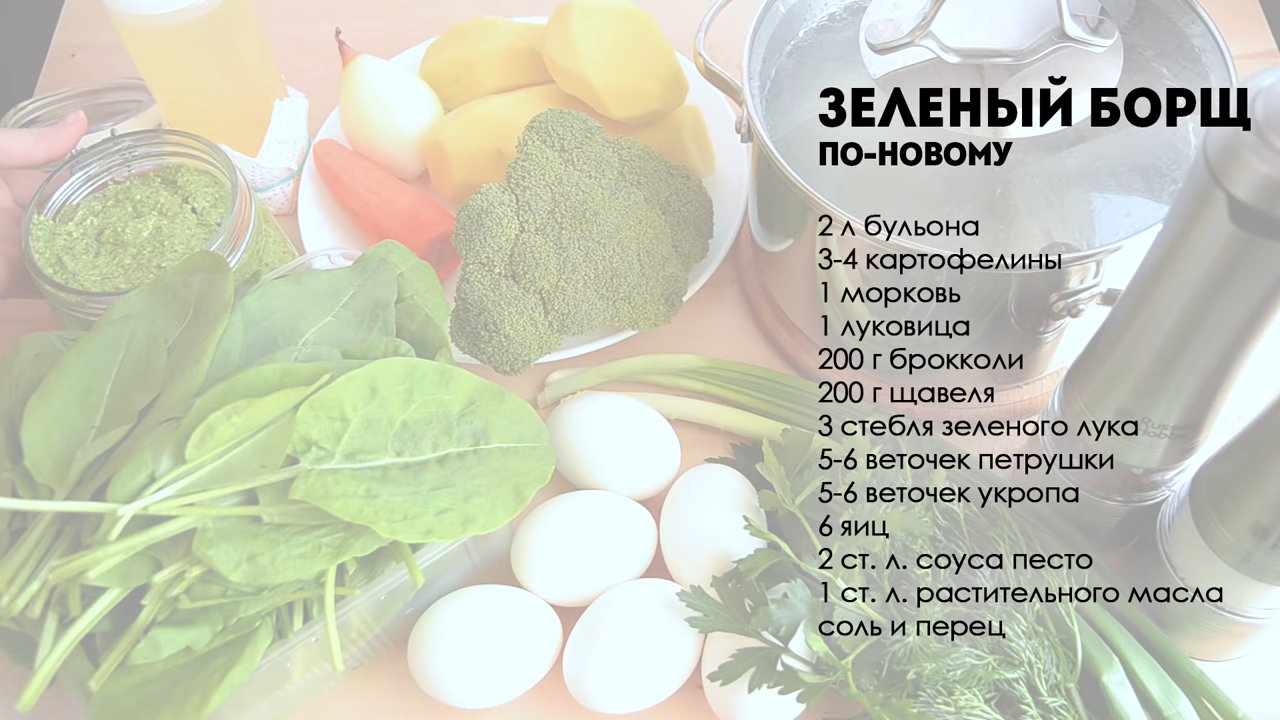 ЗЕЛЕНЫЙ БОРЩ
ПО-НОВОМУ
2 л бульона
3-4 картофелины
1 морковь
1 луковица
200 г брокколи
200 г щавеля
3 стебля зеленого лука
5-6 веточек петрушки
5-6 веточек укропа
6 яиц
2 ст. л. соуса песто
1 ст. л. растительного масла
соль и перец